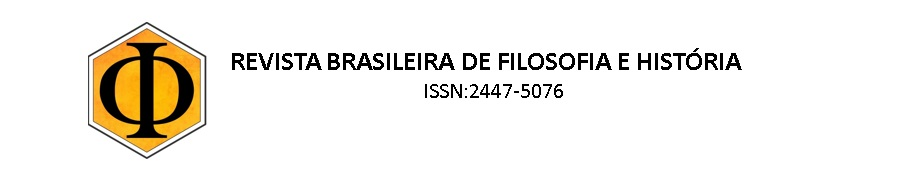 Φ
REVISTA BRASILEIRA DE FILOSOFIA E HISTÓRIA
ISSN:2447-5076